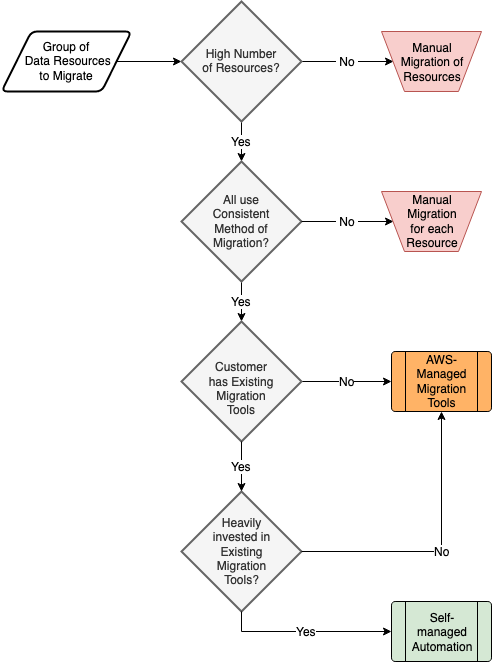 Group of
Data Resources
to Migrate
High Number
of Resources?
No
Manual
Migration of
Resources
Yes
All use
Consistent
Method of
Migration?
No
Manual
Migration
for each
Resource
Yes
Customer
has Existing
Migration
Tools
No
AWS-
Managed
Migration
Tools
Yes
Heavily
invested in
Existing
Migration
Tools?
No
Yes
Self-
managed
Automation